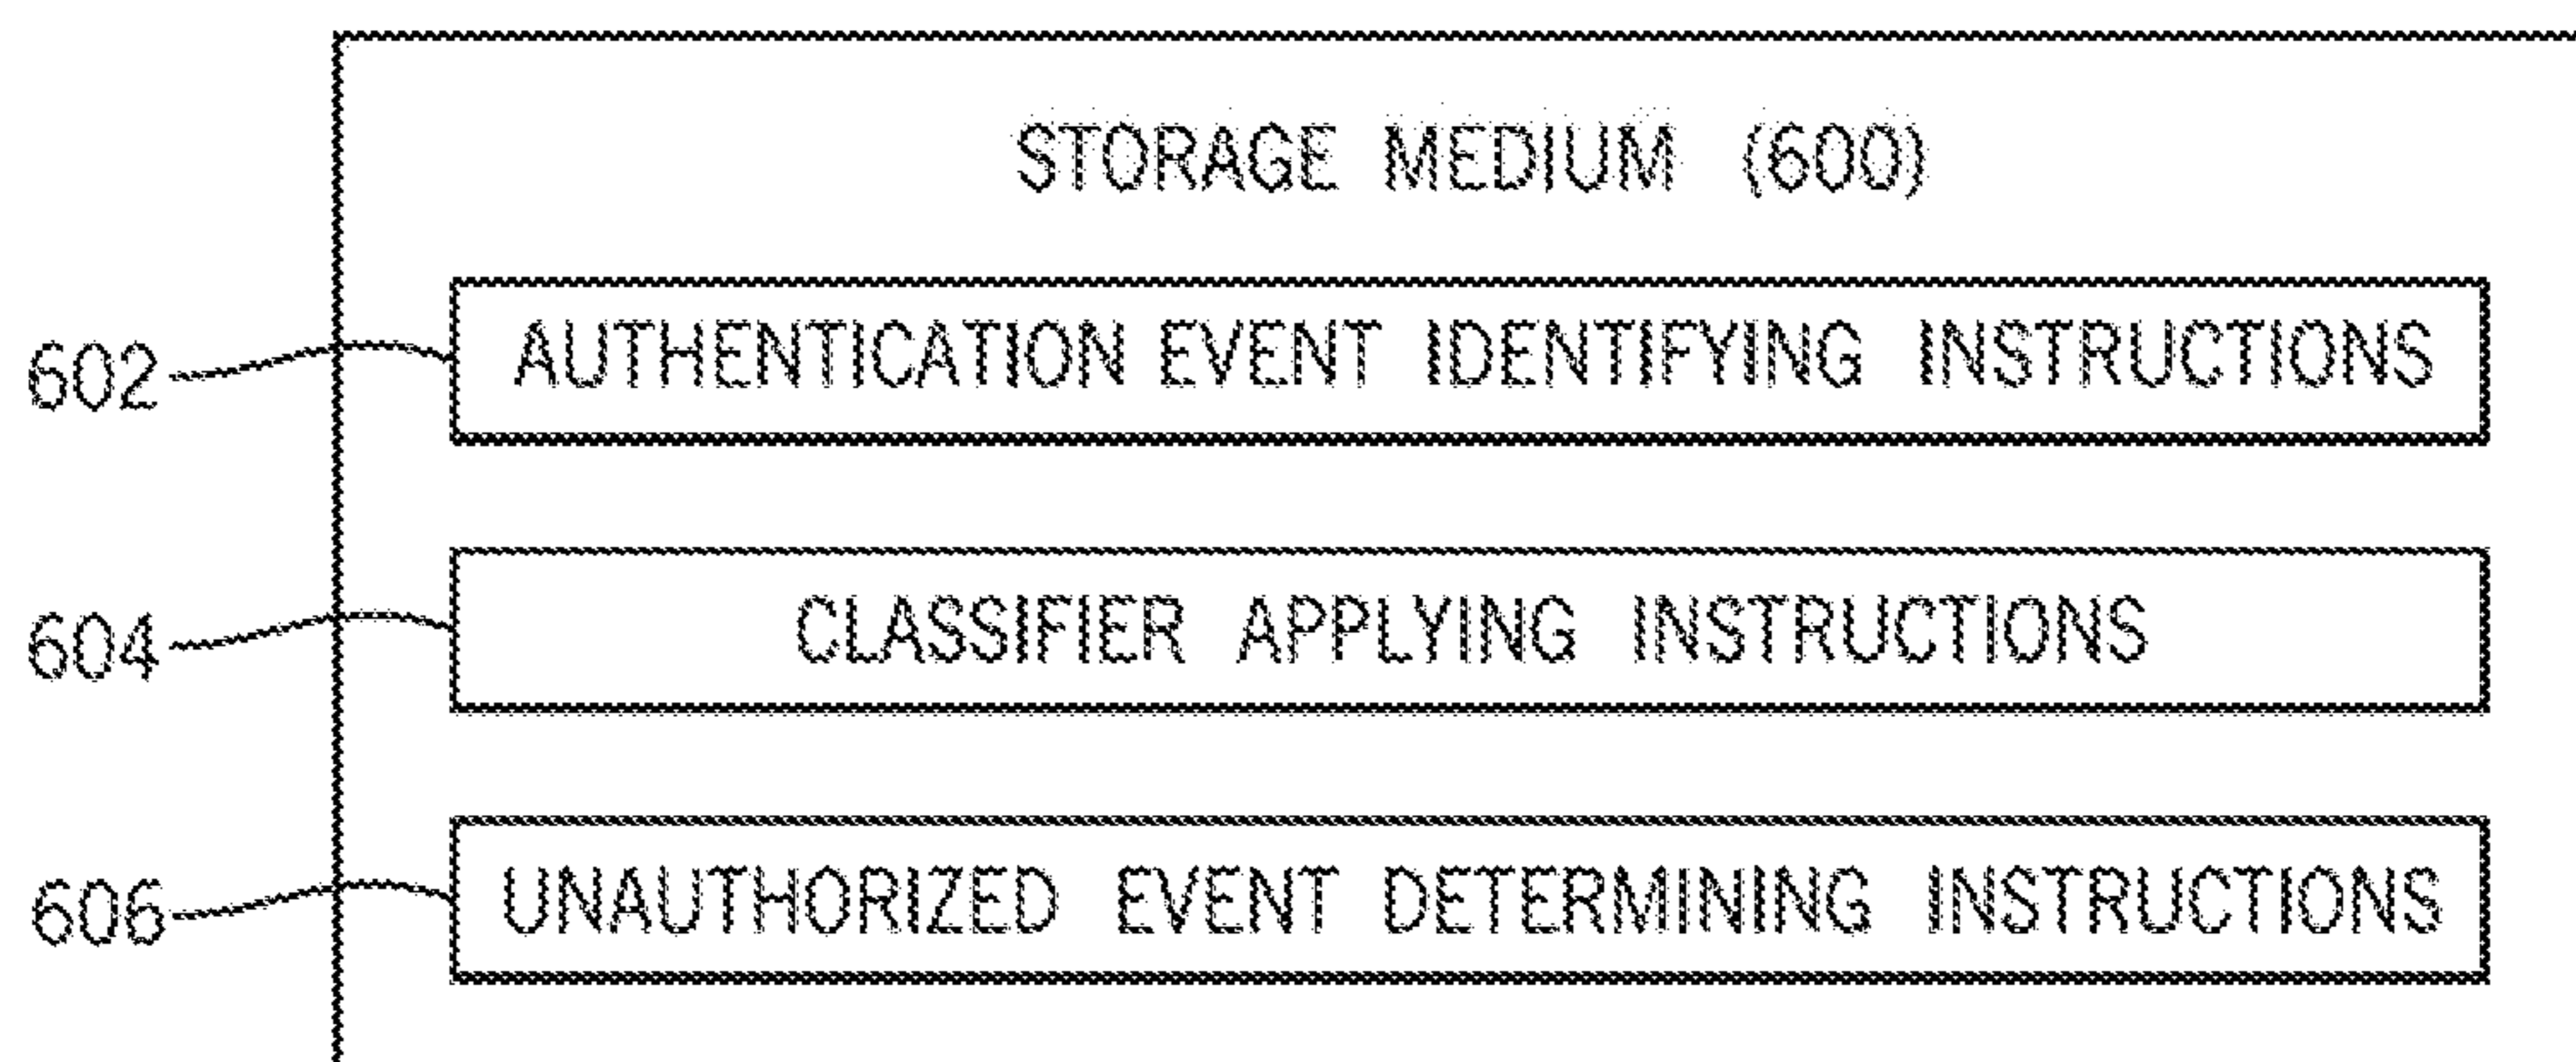 STORAGE MEDIUM (600)
602 AUTHENTICATION EVENT IDENTIFYING INSTRUCTIONS
604 CLASSIFIER APPLYING INSTRUCTIONS
606 UNAUTHORIZED EVENT DETERMINING INSTRUCTIONS